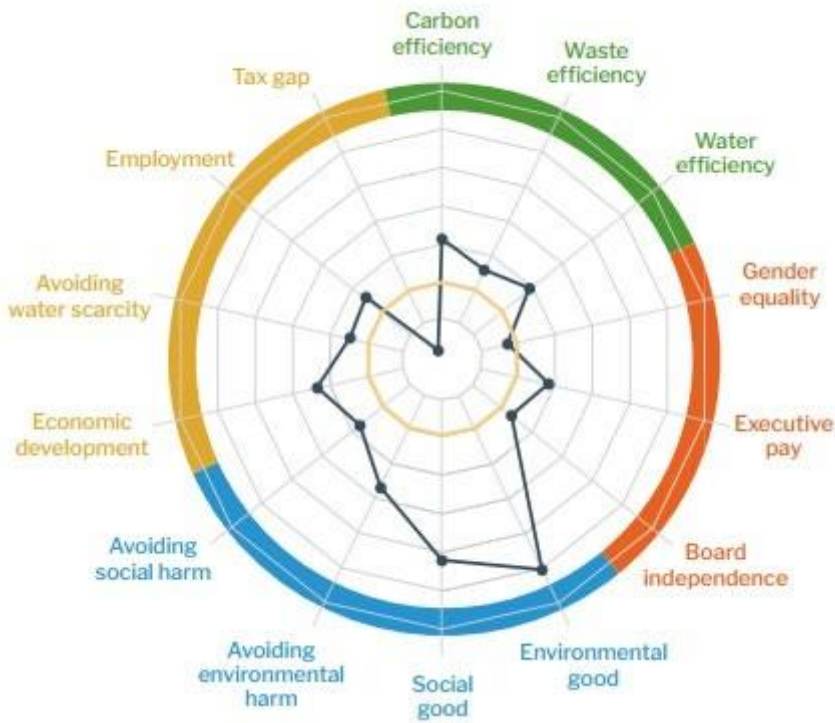 Carbon
efficiency
Waste
efficiency
Water
efficiency
Gender
equality
Executive
pay
Board
independence
Environmental
good
Social
good
Avoiding
environmental
harm
Avoiding
social harm
Economic
development
Avoiding
water scarcity
Employment
Tax gap